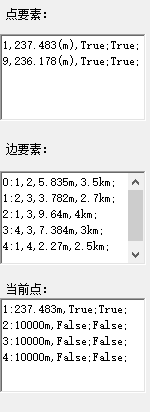 点要素：
1,237.483(m),True;True;
9,236.178(m),True;True;
边要素：
0:1,2,5.835m,3.5km;
1:2,3,3.782m,2.7km;
2:1,3,9.64m,4km;
3:4,3,7.384m,3km;
4:1,4,2.27m,2.5km;
当前点：
1:237.483m,True;True;
2:10000m,False;False;
3:10000m,False;False;
4:10000m,False;False;